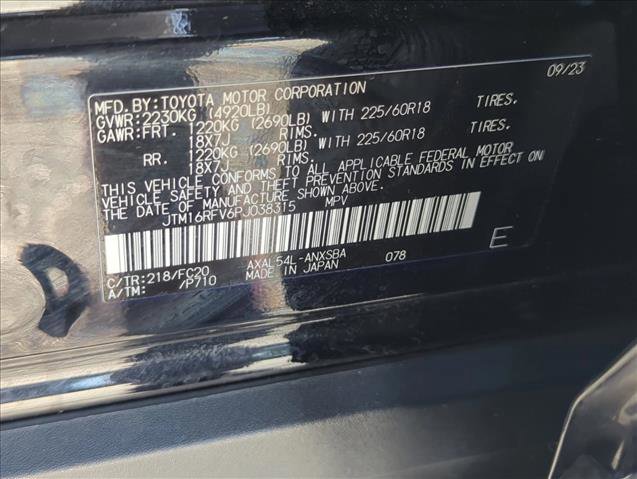 09/23
MFD.BY:TOYOTA MOTOR CORPORATION
GVWR:2230KG (4920LB)
GAWR:FRT. 1220KG (2690LB) WITH 225/60R18 TIRES.
18X7J RIMS.
RR. 1220KG (2690LB) WITH 225/60R18 TIRES.
18X7J RIMS.
THIS VEHICLE CONFORMS TO ALL APPLICABLE FEDERAL MOTOR
VEHICLE SAFETY AND THEFT PREVENTION STANDARDS IN EFFECT ON
THE DATE OF MANUFACTURE SHOWN ABOVE.
JTM16RFV6PJ038315 MPV
C/TR:218/FC20 AXAL54L-ANXSBA 078 E
A/TM: /P710 MADE IN JAPAN